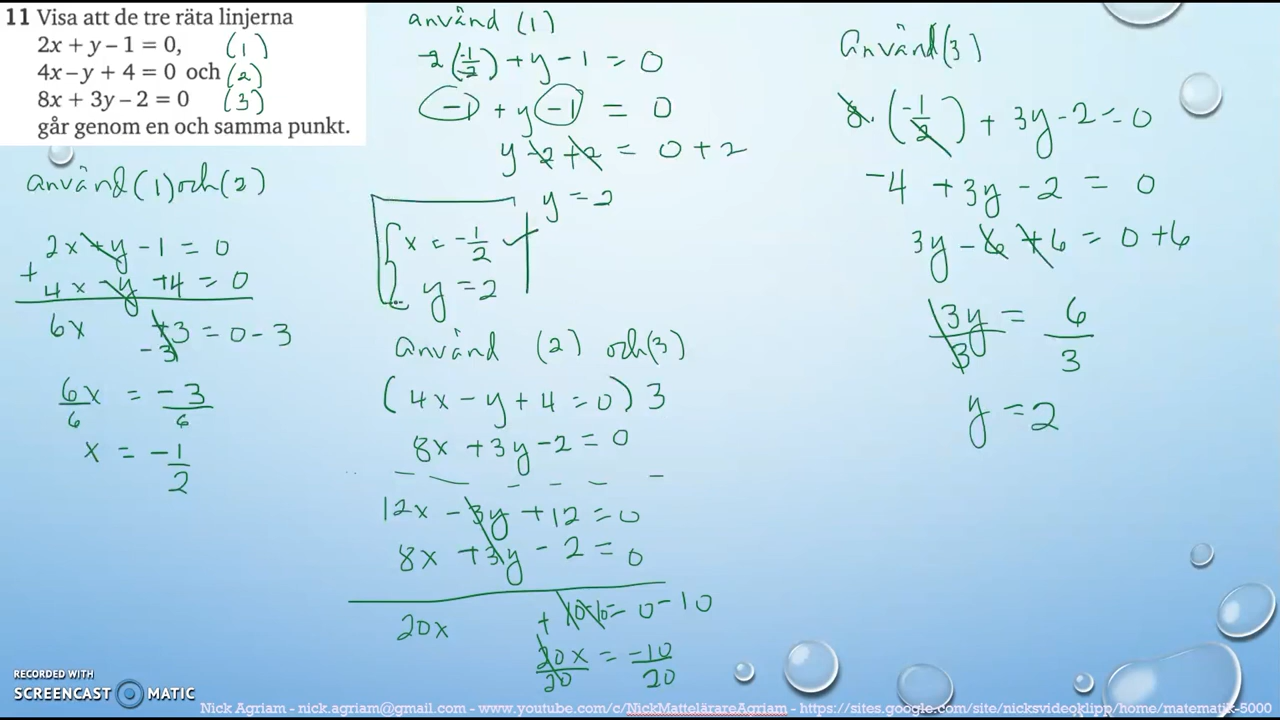 11 Visa att de tre räta linjerna
2x + y – 1 = 0, (1)
4x – y + 4 = 0 och (2)
8x + 3y – 2 = 0 (3)
går genom en och samma punkt.
använd (1) och (2)
2x + y - 1 = 0
+ 4x - y + 4 = 0
6x + 3 = 0 - 3
- 3
6x/6 = -3/6
x = -1/2
använd (1)
2(-1/2) + y - 1 = 0
-1 + y - 1 = 0
y - 2 + 2 = 0 + 2
y = 2
{ x = -1/2 ✓
y = 2
använd (2) och (3)
(4x - y + 4 = 0) 3
8x + 3y - 2 = 0
12x - 3y + 12 = 0
8x + 3y - 2 = 0
20x + 10 - 10 = 0 - 10
20x/20 = -10/20
använd (3)
8 · (-1/2) + 3y - 2 = 0
-4 + 3y - 2 = 0
3y - 6 + 6 = 0 + 6
3y/3 = 6/3
y = 2
RECORDED WITH
SCREENCAST MATIC
Nick Agriam - nick.agriam@gmail.com - www.youtube.com/c/NickMattelärareAgriam - https://sites.google.com/site/nicksvideoklipp/home/matematik-5000